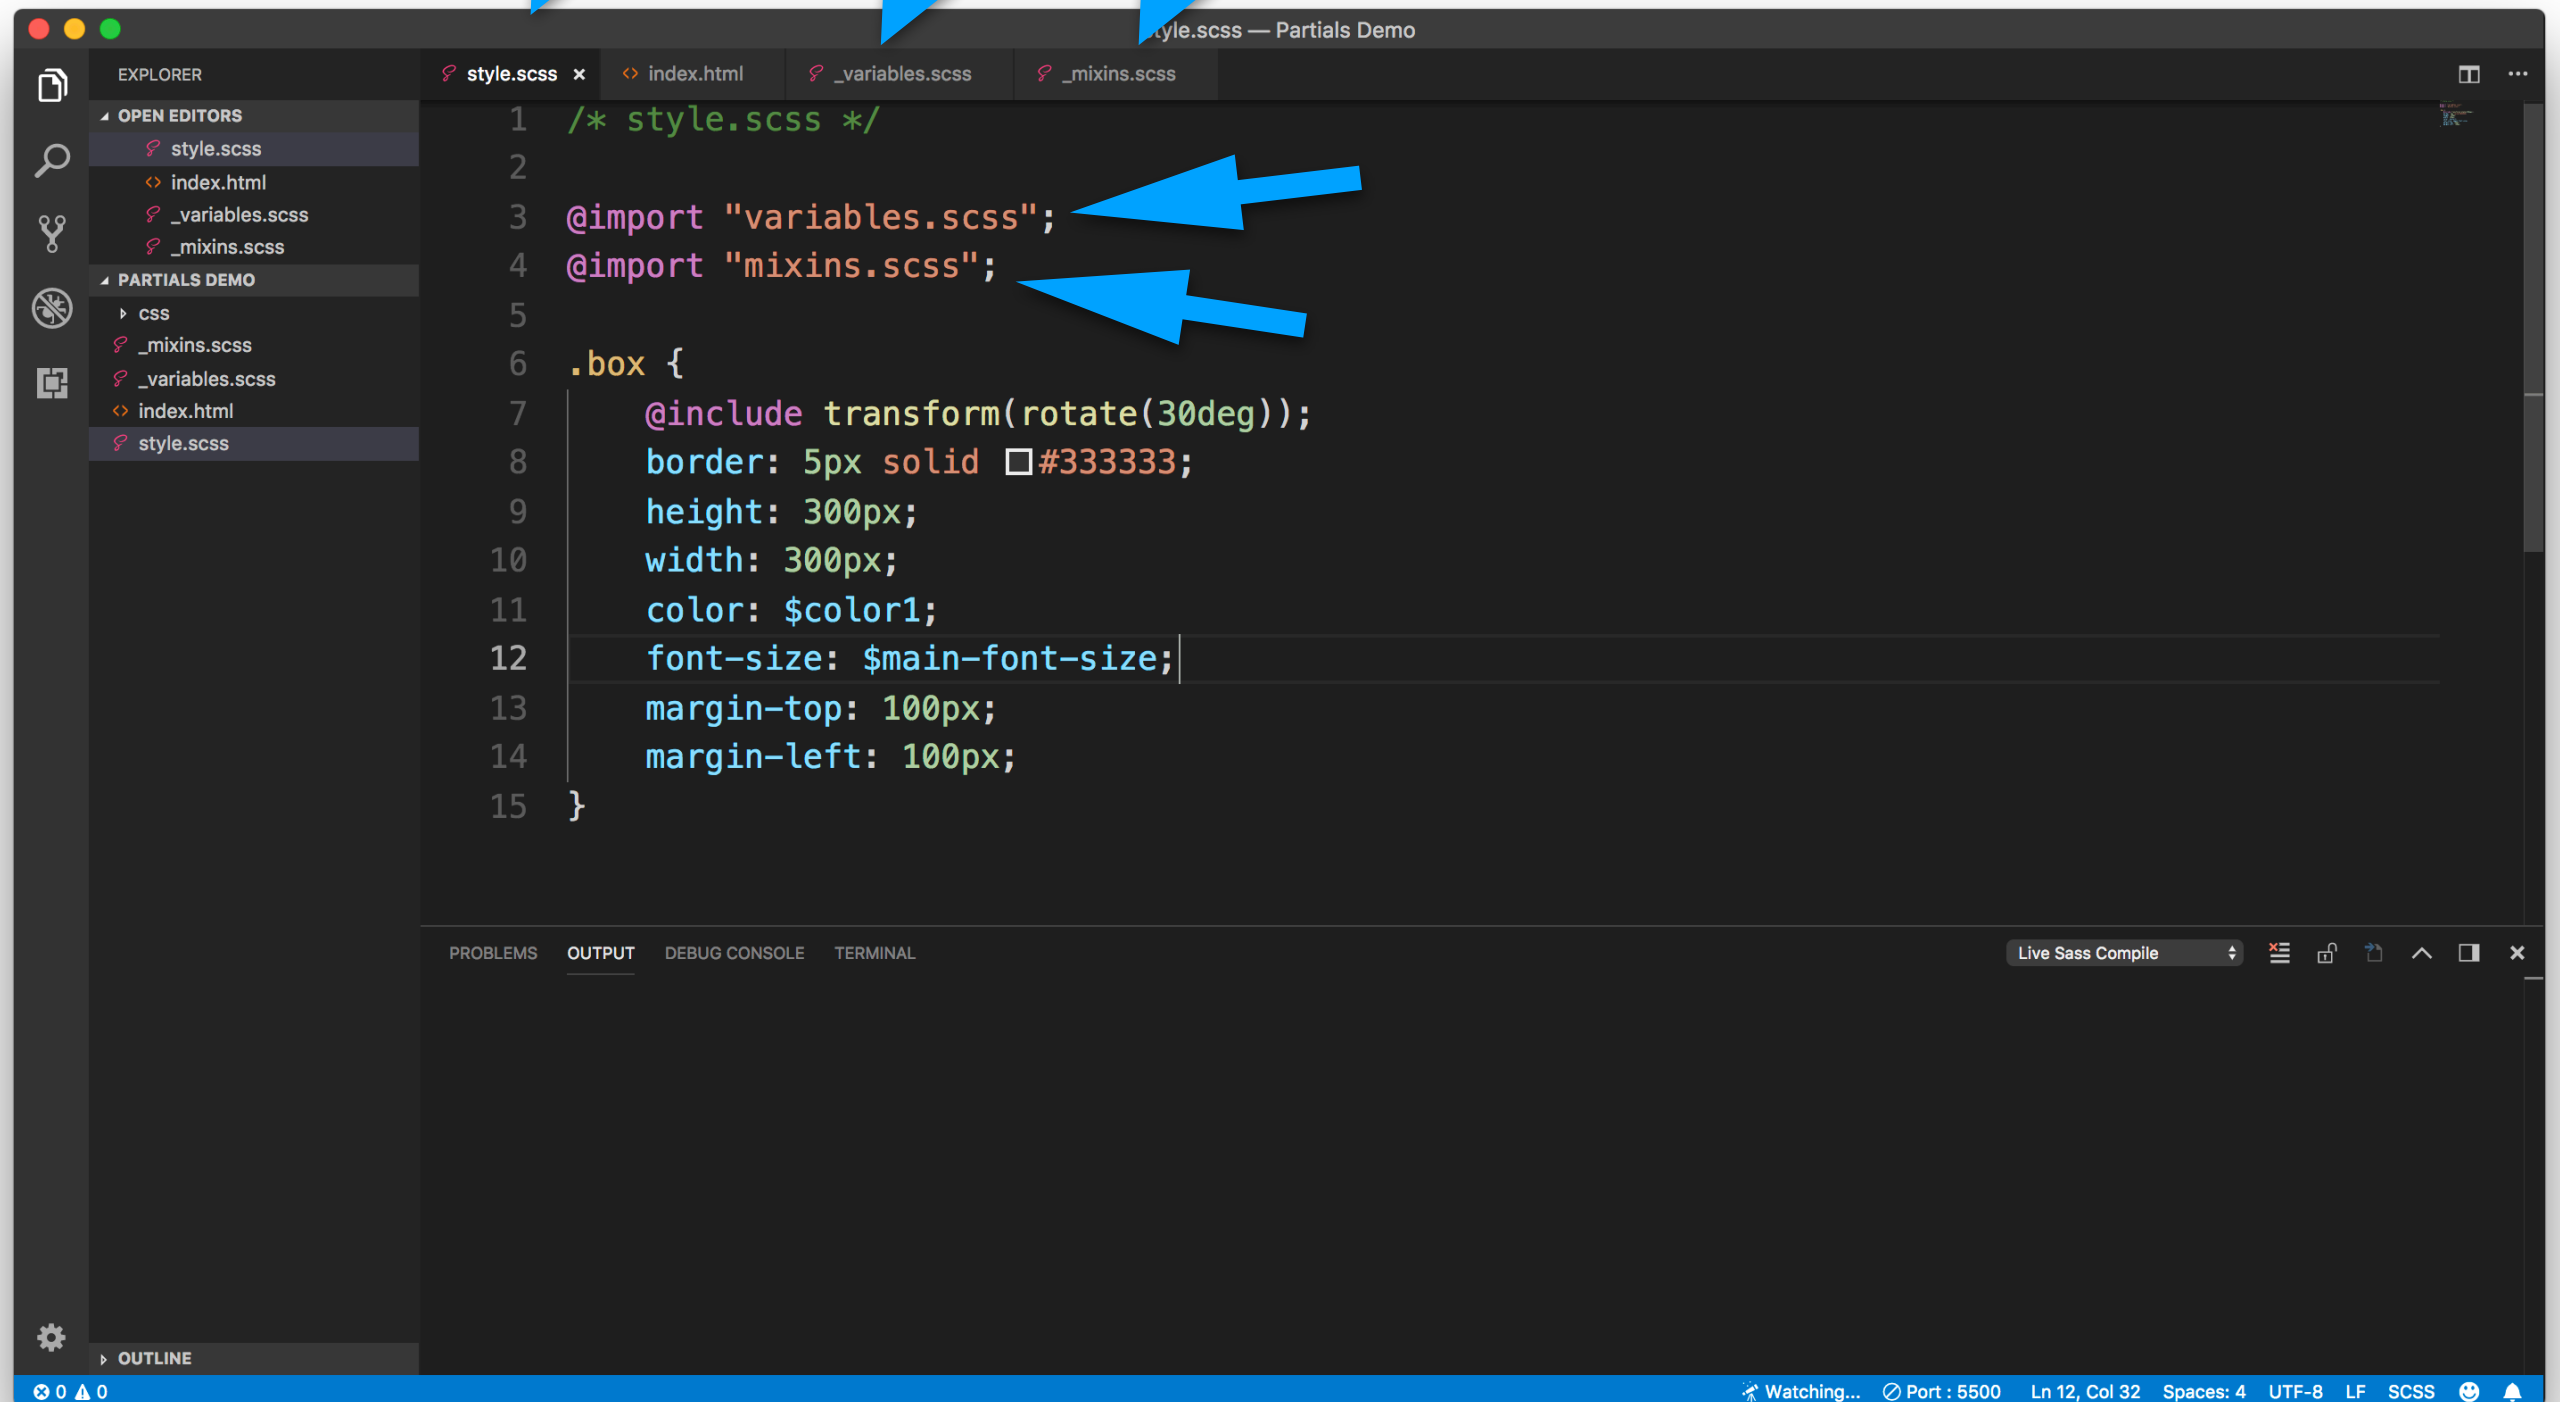 style.scss — Partials Demo
EXPLORER
style.scss × index.html _variables.scss _mixins.scss
OPEN EDITORS
style.scss
index.html
_variables.scss
_mixins.scss
PARTIALS DEMO
css
_mixins.scss
_variables.scss
index.html
style.scss
OUTLINE
1 /* style.scss */
2
3 @import "variables.scss";
4 @import "mixins.scss";
5
6 .box {
7 @include transform(rotate(30deg));
8 border: 5px solid #333333;
9 height: 300px;
10 width: 300px;
11 color: $color1;
12 font-size: $main-font-size;
13 margin-top: 100px;
14 margin-left: 100px;
15 }
PROBLEMS OUTPUT DEBUG CONSOLE TERMINAL Live Sass Compile
0 0 Watching... Port : 5500 Ln 12, Col 32 Spaces: 4 UTF-8 LF SCSS